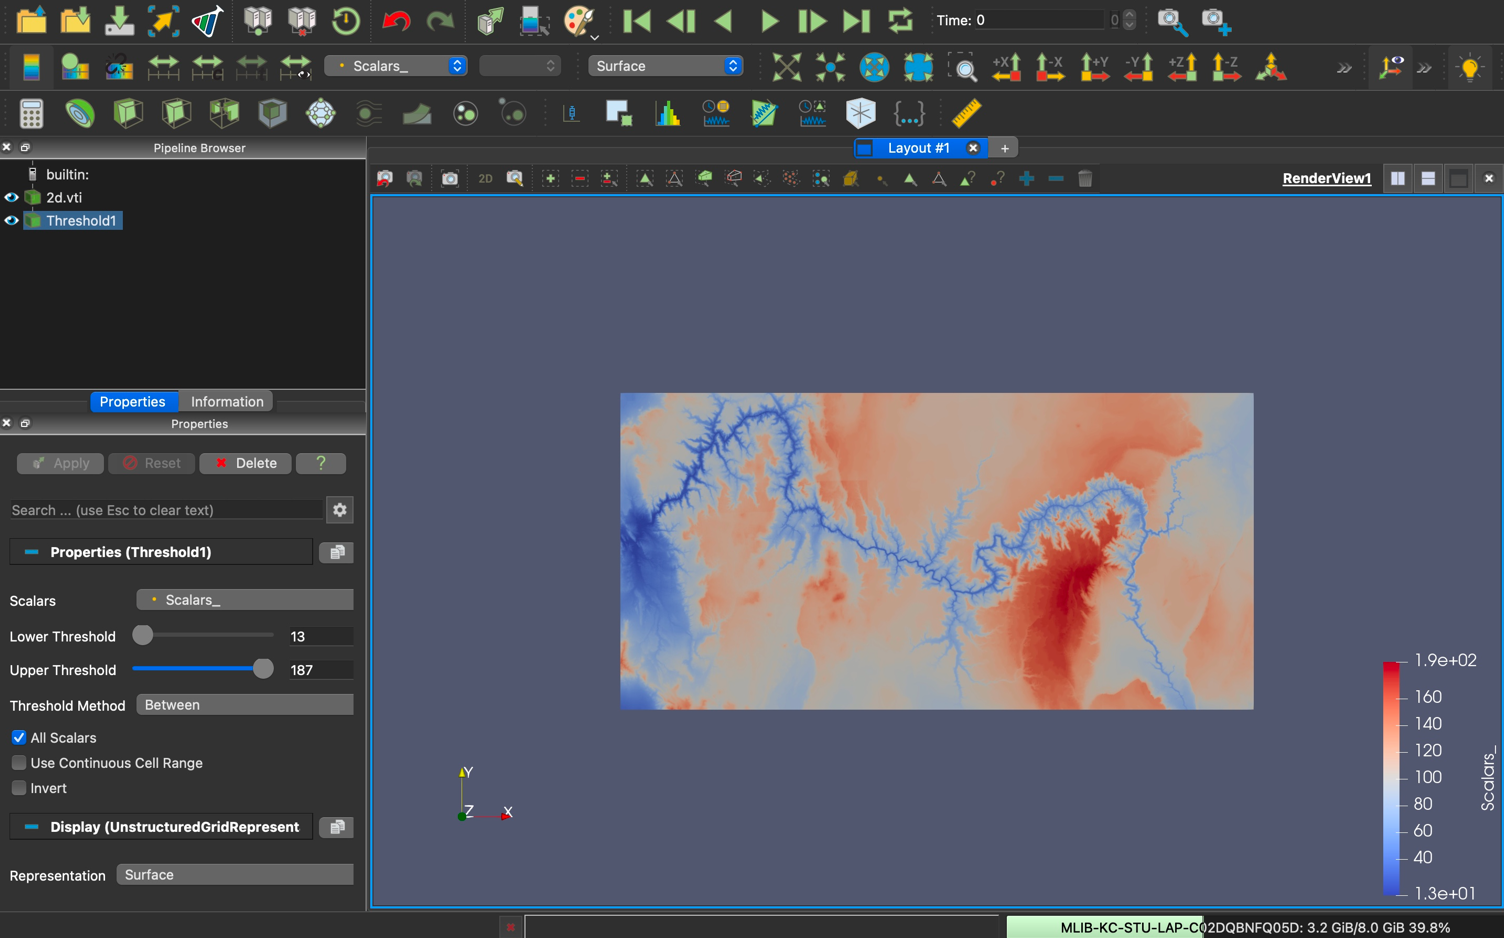 Time: 0
0
Scalars_
Surface
+X
-X
+Y
-Y
+Z
-Z
Pipeline Browser
Layout #1
+
builtin:
2d.vti
Threshold1
2D
RenderView1
Properties
Information
Properties
Apply
Reset
Delete
?
Search ... (use Esc to clear text)
Properties (Threshold1)
Scalars
Scalars_
Lower Threshold
13
Upper Threshold
187
Threshold Method
Between
All Scalars
Use Continuous Cell Range
Invert
Display (UnstructuredGridRepresent
Representation
Surface
Y
Z
X
1.9e+02
160
140
120
100
80
60
40
1.3e+01
Scalars_
MLIB-KC-STU-LAP-C02DQBNFQ05D: 3.2 GiB/8.0 GiB 39.8%